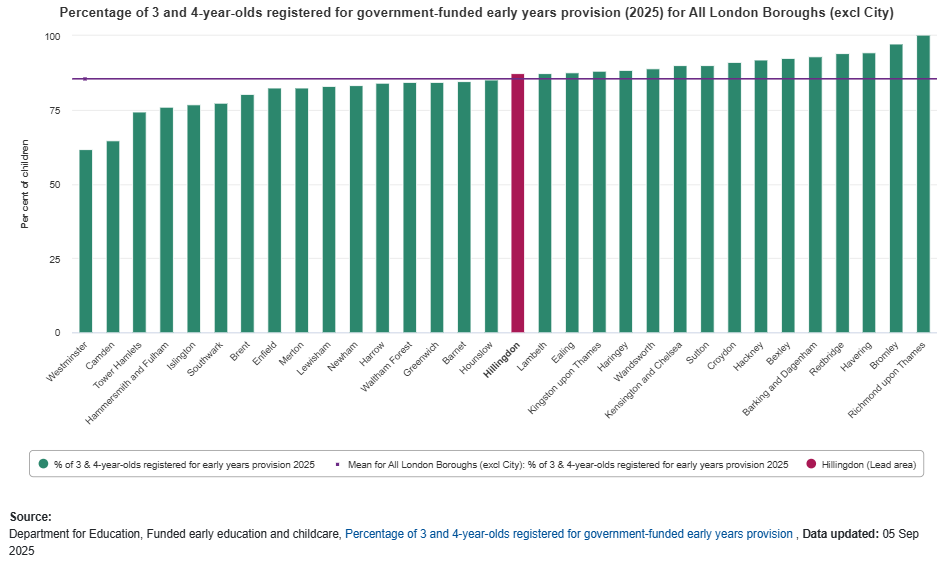 Percentage of 3 and 4-year-olds registered for government-funded early years provision (2025) for All London Boroughs (excl City)
100
75
50
25
0
Per cent of children
Westminster
Camden
Tower Hamlets
Hammersmith and Fulham
Islington
Southwark
Brent
Enfield
Merton
Lewisham
Newham
Harrow
Waltham Forest
Greenwich
Barnet
Hounslow
Hillingdon
Lambeth
Ealing
Kingston upon Thames
Haringey
Wandsworth
Kensington and Chelsea
Sutton
Croydon
Hackney
Bexley
Barking and Dagenham
Redbridge
Havering
Bromley
Richmond upon Thames
% of 3 & 4-year-olds registered for early years provision 2025
Mean for All London Boroughs (excl City): % of 3 & 4-year-olds registered for early years provision 2025
Hillingdon (Lead area)
Source:
Department for Education, Funded early education and childcare, Percentage of 3 and 4-year-olds registered for government-funded early years provision , Data updated: 05 Sep
2025